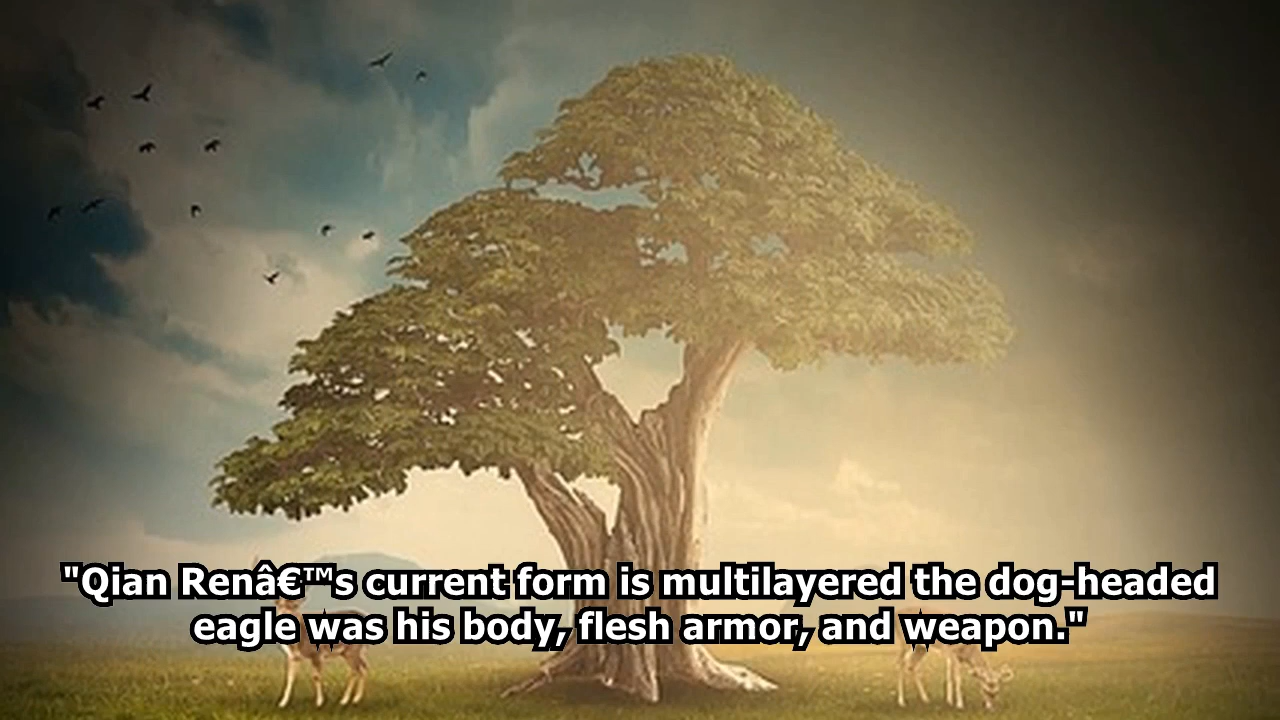 "Qian Renâ€™s current form is multilayered the dog-headed
eagle was his body, flesh armor, and weapon."